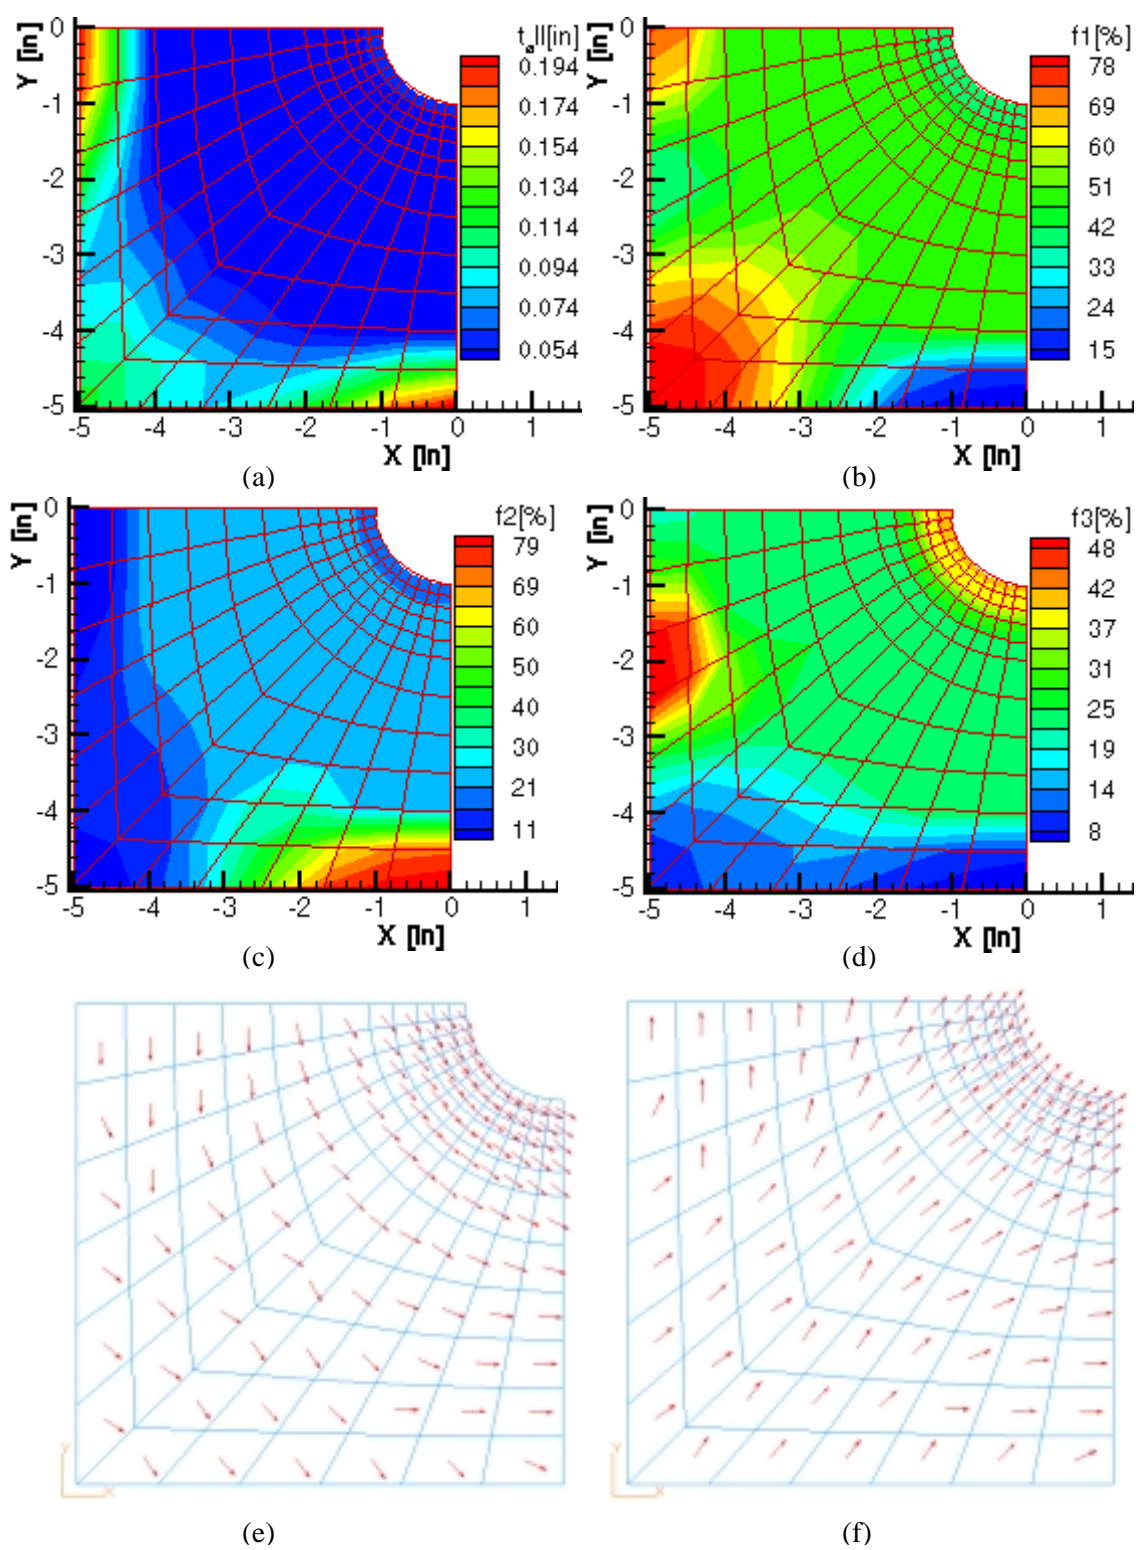 t_all[in]
0.194
0.174
0.154
0.134
0.114
0.094
0.074
0.054
Y [in]
0
-1
-2
-3
-4
-5
-5 -4 -3 -2 -1 0 1
X [in]
(a)
f1[%]
78
69
60
51
42
33
24
15
Y [in]
0
-1
-2
-3
-4
-5
-5 -4 -3 -2 -1 0 1
X [in]
(b)
f2[%]
79
69
60
50
40
30
21
11
Y [in]
0
-1
-2
-3
-4
-5
-5 -4 -3 -2 -1 0 1
X [in]
(c)
f3[%]
48
42
37
31
25
19
14
8
Y [in]
0
-1
-2
-3
-4
-5
-5 -4 -3 -2 -1 0 1
X [in]
(d)
Y
X
(e)
Y
X
(f)